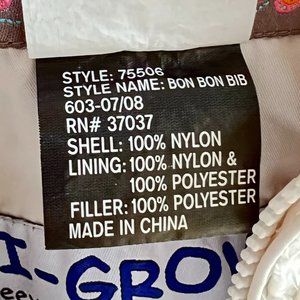 STYLE: 75506
STYLE NAME: BON BON BIB
603-07/08
RN# 37037
SHELL: 100% NYLON
LINING: 100% NYLON &
100% POLYESTER
FILLER: 100% POLYESTER
MADE IN CHINA
I-GROW